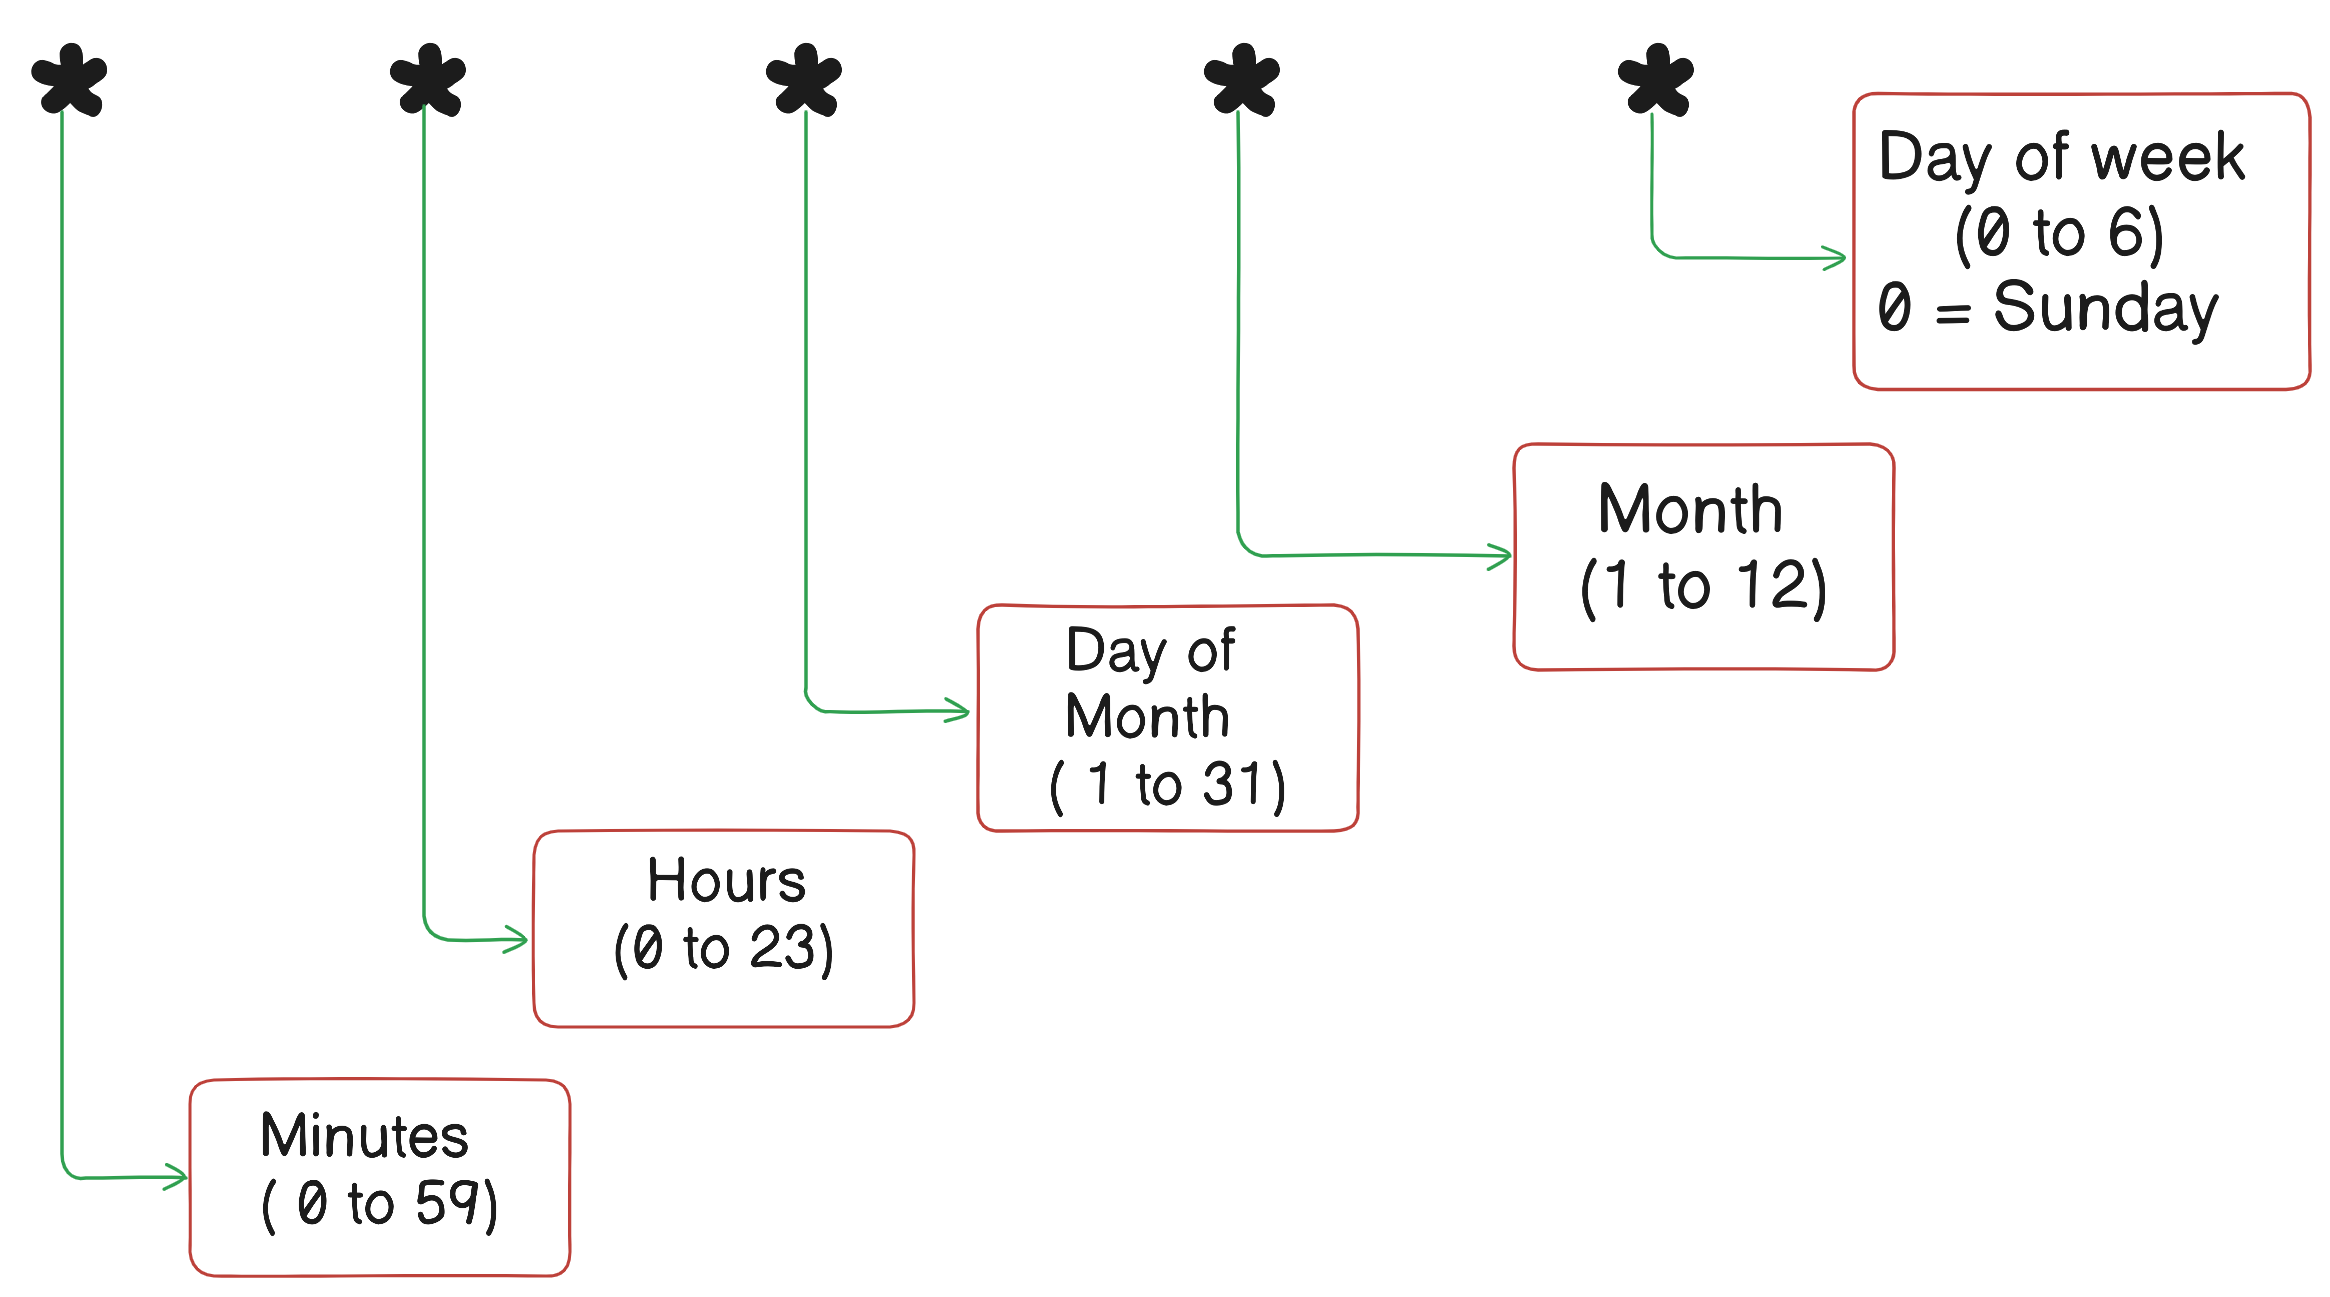 * * * * *
Day of week
(0 to 6)
0 = Sunday
Month
(1 to 12)
Day of
Month
( 1 to 31)
Hours
(0 to 23)
Minutes
( 0 to 59)